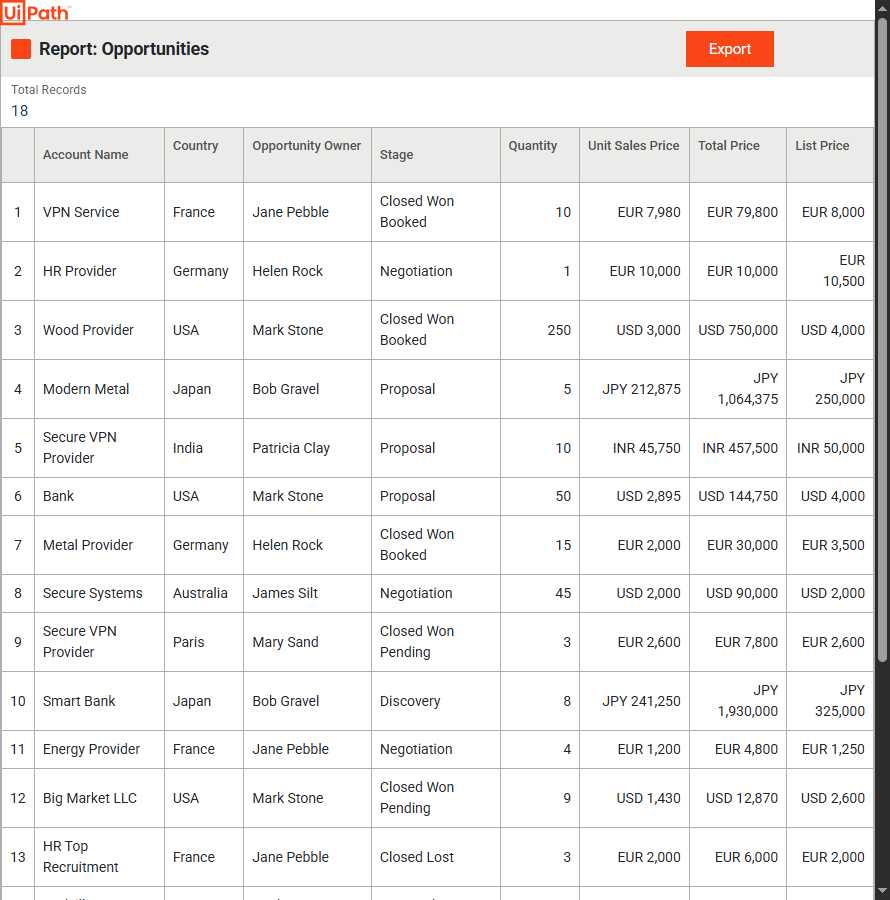 UiPath
Report: Opportunities
Export
Total Records
18
Account Name Country Opportunity Owner Stage Quantity Unit Sales Price Total Price List Price
1 VPN Service France Jane Pebble Closed Won Booked 10 EUR 7,980 EUR 79,800 EUR 8,000
2 HR Provider Germany Helen Rock Negotiation 1 EUR 10,000 EUR 10,000 EUR 10,500
3 Wood Provider USA Mark Stone Closed Won Booked 250 USD 3,000 USD 750,000 USD 4,000
4 Modern Metal Japan Bob Gravel Proposal 5 JPY 212,875 JPY 1,064,375 JPY 250,000
5 Secure VPN Provider India Patricia Clay Proposal 10 INR 45,750 INR 457,500 INR 50,000
6 Bank USA Mark Stone Proposal 50 USD 2,895 USD 144,750 USD 4,000
7 Metal Provider Germany Helen Rock Closed Won Booked 15 EUR 2,000 EUR 30,000 EUR 3,500
8 Secure Systems Australia James Silt Negotiation 45 USD 2,000 USD 90,000 USD 2,000
9 Secure VPN Provider Paris Mary Sand Closed Won Pending 3 EUR 2,600 EUR 7,800 EUR 2,600
10 Smart Bank Japan Bob Gravel Discovery 8 JPY 241,250 JPY 1,930,000 JPY 325,000
11 Energy Provider France Jane Pebble Negotiation 4 EUR 1,200 EUR 4,800 EUR 1,250
12 Big Market LLC USA Mark Stone Closed Won Pending 9 USD 1,430 USD 12,870 USD 2,600
13 HR Top Recruitment France Jane Pebble Closed Lost 3 EUR 2,000 EUR 6,000 EUR 2,000